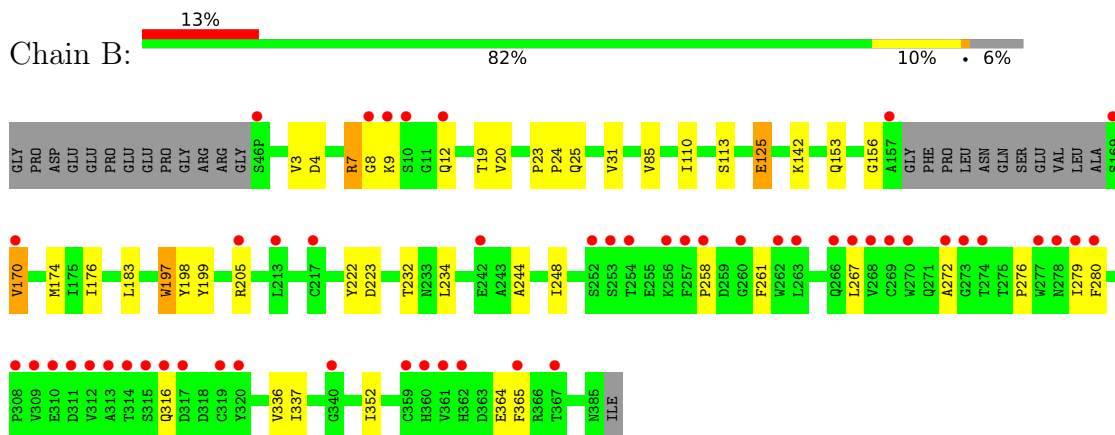 13%
Chain B:
82% 10% • 6%
GLY PRO ASP GLU GLU PRO GLU GLU PRO GLY ARG ARG GLY S46P V3 D4 R7 G8 K9 S10 G11 Q12 T19 V20 P23 P24 Q25 V31 V85 I110 S113 E125 K142 Q153 G156 A157 GLY PHE PRO LEU ASN GLN SER GLU VAL LEU ALA S169
V170 M174 I175 I176 L183 W197 Y198 Y199 R205 L213 C217 Y222 D223 T232 N233 L234 E242 A243 A244 I248 S252 S253 T254 E255 K256 F257 P258 D259 G260 F261 W262 L263 Q266 L267 V268 C269 W270 Q271 A272 G273 T274 T275 P276 W277 N278 I279 F280
P308 V309 E310 D311 V312 A313 T314 S315 Q316 D317 D318 C319 Y320 V336 I337 G340 I352 C359 H360 V361 H362 D363 E364 F365 R366 T367 N385 ILE